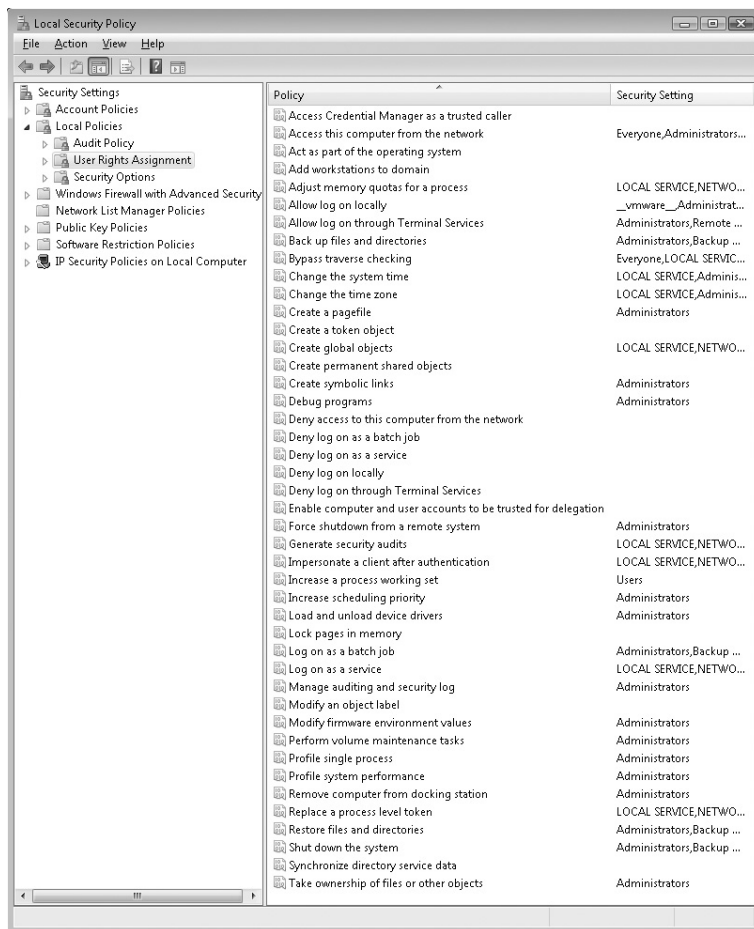 Local Security Policy
File Action View Help
Security Settings
Account Policies
Local Policies
Audit Policy
User Rights Assignment
Security Options
Windows Firewall with Advanced Security
Network List Manager Policies
Public Key Policies
Software Restriction Policies
IP Security Policies on Local Computer
Policy Security Setting
Access Credential Manager as a trusted caller
Access this computer from the network Everyone,Administrators...
Act as part of the operating system
Add workstations to domain
Adjust memory quotas for a process LOCAL SERVICE,NETWO...
Allow log on locally __vmware__,Administrat...
Allow log on through Terminal Services Administrators,Remote ...
Back up files and directories Administrators,Backup ...
Bypass traverse checking Everyone,LOCAL SERVIC...
Change the system time LOCAL SERVICE,Adminis...
Change the time zone LOCAL SERVICE,Adminis...
Create a pagefile Administrators
Create a token object
Create global objects LOCAL SERVICE,NETWO...
Create permanent shared objects
Create symbolic links Administrators
Debug programs Administrators
Deny access to this computer from the network
Deny log on as a batch job
Deny log on as a service
Deny log on locally
Deny log on through Terminal Services
Enable computer and user accounts to be trusted for delegation
Force shutdown from a remote system Administrators
Generate security audits LOCAL SERVICE,NETWO...
Impersonate a client after authentication LOCAL SERVICE,NETWO...
Increase a process working set Users
Increase scheduling priority Administrators
Load and unload device drivers Administrators
Lock pages in memory
Log on as a batch job Administrators,Backup ...
Log on as a service LOCAL SERVICE,NETWO...
Manage auditing and security log Administrators
Modify an object label
Modify firmware environment values Administrators
Perform volume maintenance tasks Administrators
Profile single process Administrators
Profile system performance Administrators
Remove computer from docking station Administrators
Replace a process level token LOCAL SERVICE,NETWO...
Restore files and directories Administrators,Backup ...
Shut down the system Administrators,Backup ...
Synchronize directory service data
Take ownership of files or other objects Administrators